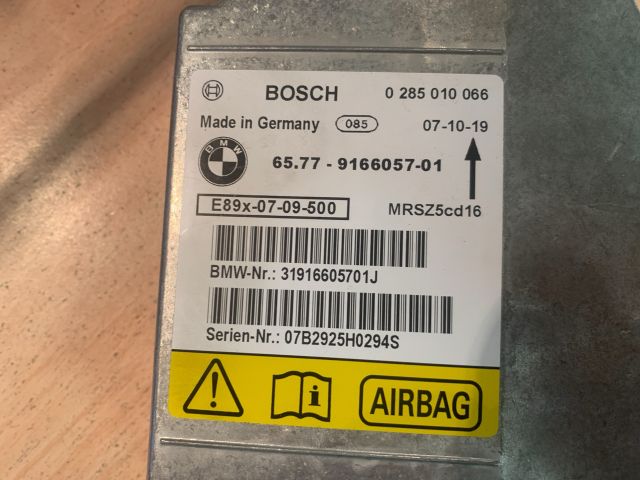 BOSCH 0 285 010 066
Made in Germany 085 07-10-19
BMW 65.77 - 9166057-01
E89x-07-09-500 MRSZ5cd16
BMW-Nr.: 31916605701J
Serien-Nr.: 07B2925H0294S
AIRBAG